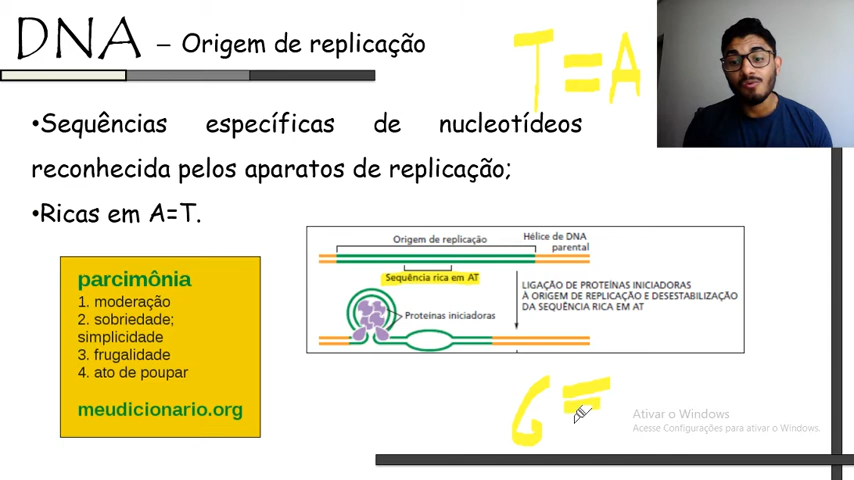 DNA – Origem de replicação
T=A
•Sequências específicas de nucleotídeos
reconhecida pelos aparatos de replicação;
•Ricas em A=T.
Origem de replicação
Hélice de DNA
parental
Sequência rica em AT
LIGAÇÃO DE PROTEÍNAS INICIADORAS
À ORIGEM DE REPLICAÇÃO E DESESTABILIZAÇÃO
DA SEQUÊNCIA RICA EM AT
Proteínas iniciadoras
parcimônia
1. moderação
2. sobriedade;
simplicidade
3. frugalidade
4. ato de poupar
meudicionario.org
G=
Ativar o Windows
Acesse Configurações para ativar o Windows.